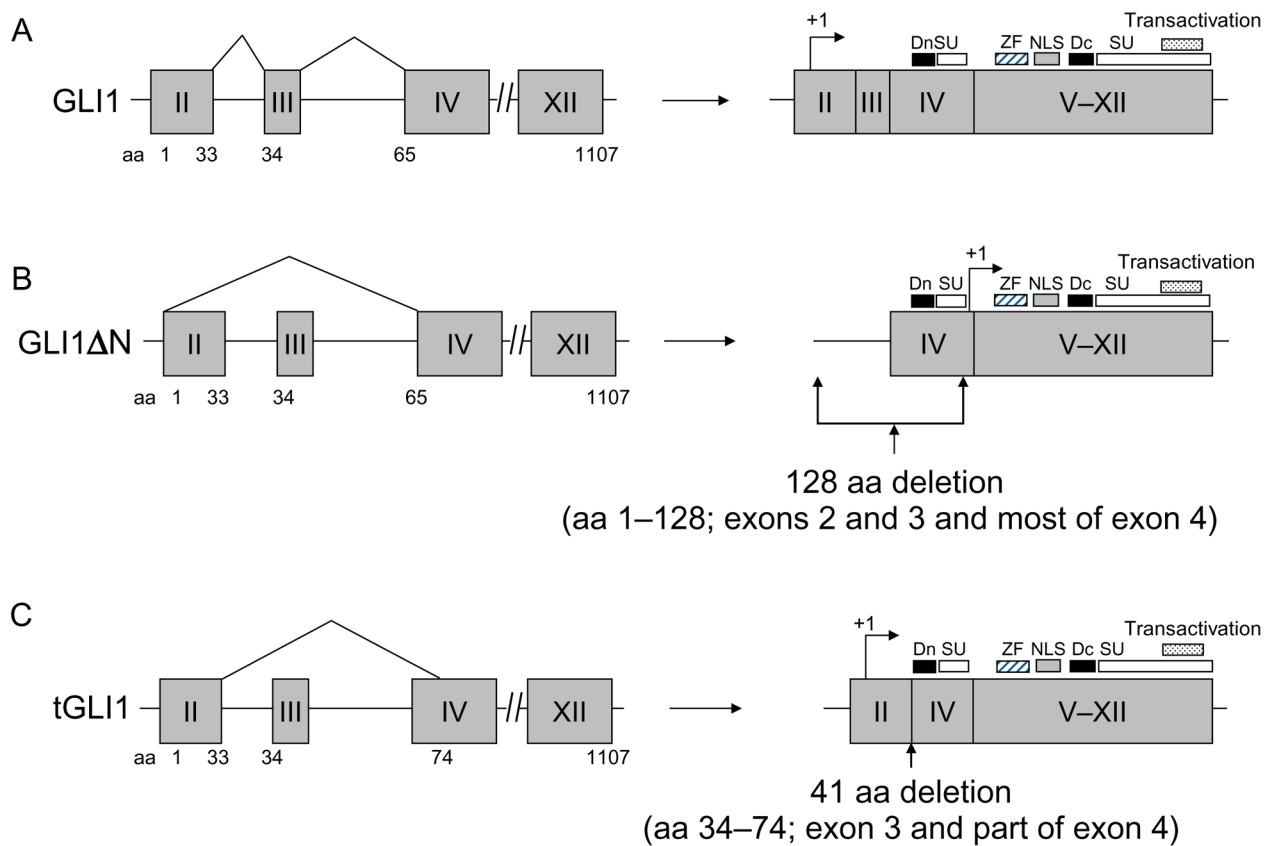 A
GLI1
II
III
IV
//
XII
aa 1 33 34 65 1107
+1
Transactivation
DnSU ZF NLS Dc SU
II III IV V–XII
B
GLI1ΔN
II
III
IV
//
XII
aa 1 33 34 65 1107
+1
Transactivation
Dn SU ZF NLS Dc SU
IV V–XII
128 aa deletion
(aa 1–128; exons 2 and 3 and most of exon 4)
C
tGLI1
II
III
IV
//
XII
aa 1 33 34 74 1107
+1
Transactivation
Dn SU ZF NLS Dc SU
II IV V–XII
41 aa deletion
(aa 34–74; exon 3 and part of exon 4)